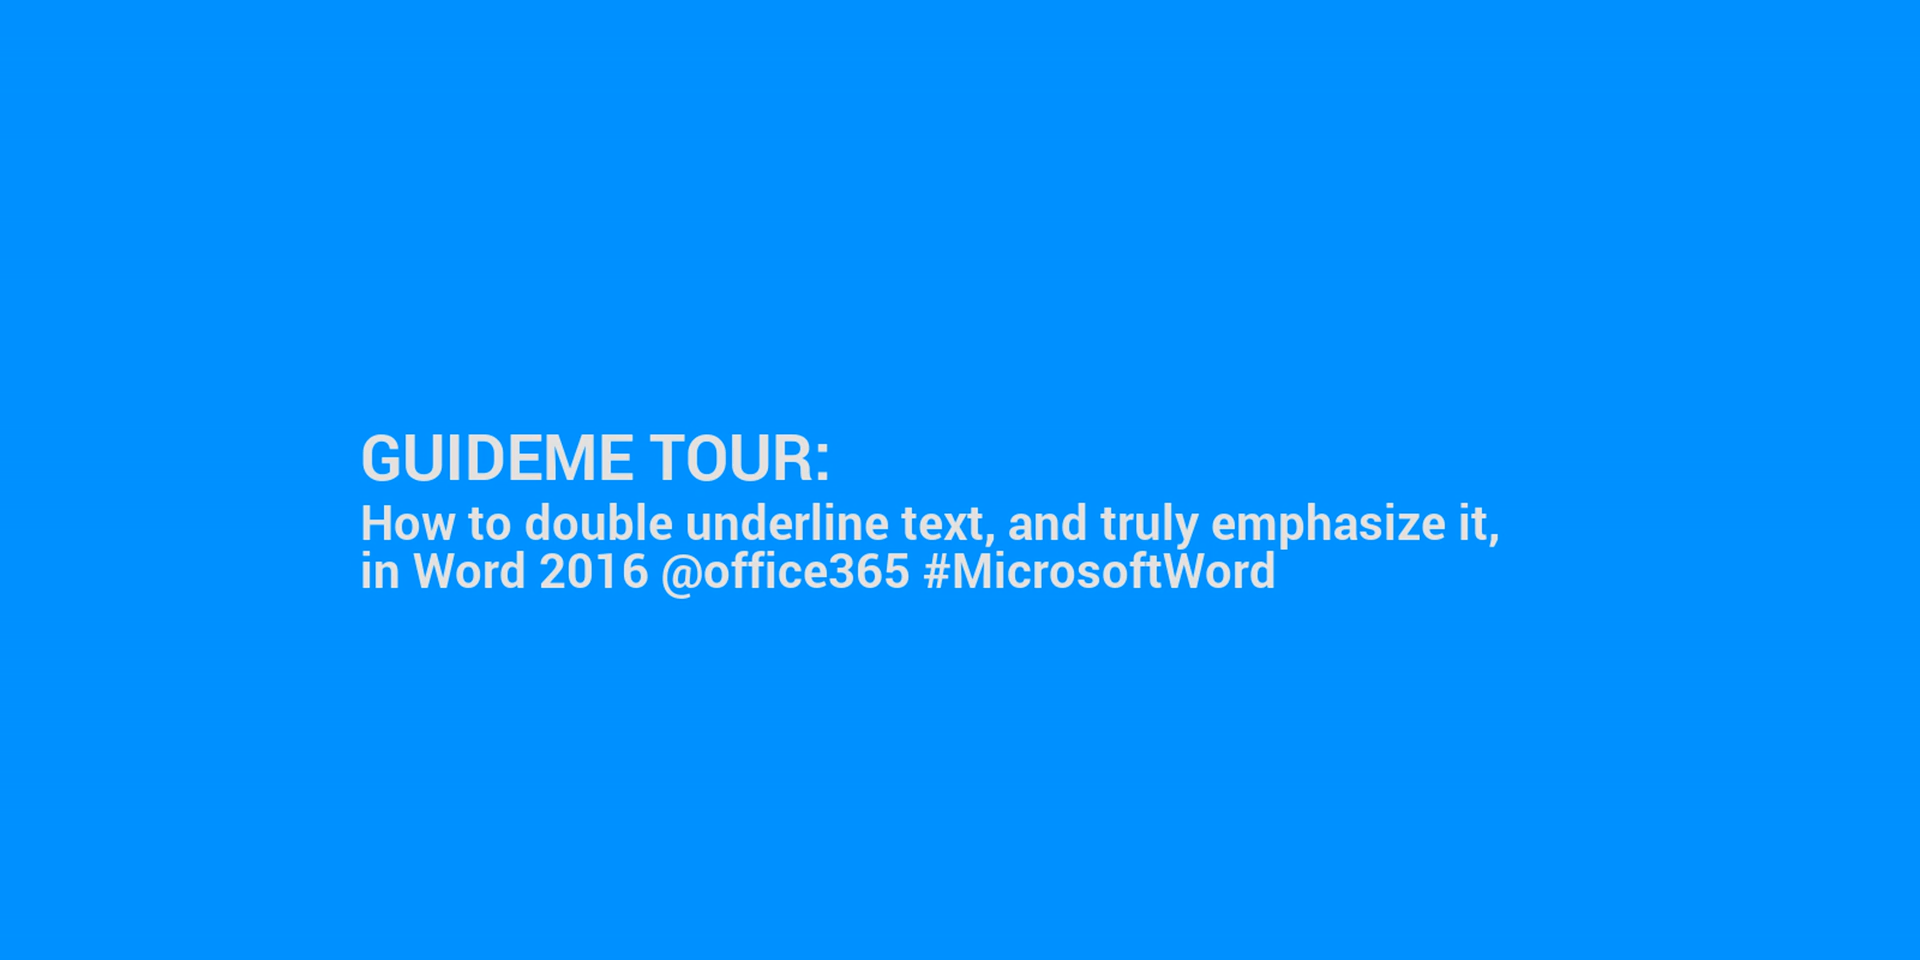 GUIDEME TOUR:
How to double underline text, and truly emphasize it,
in Word 2016 @office365 #MicrosoftWord